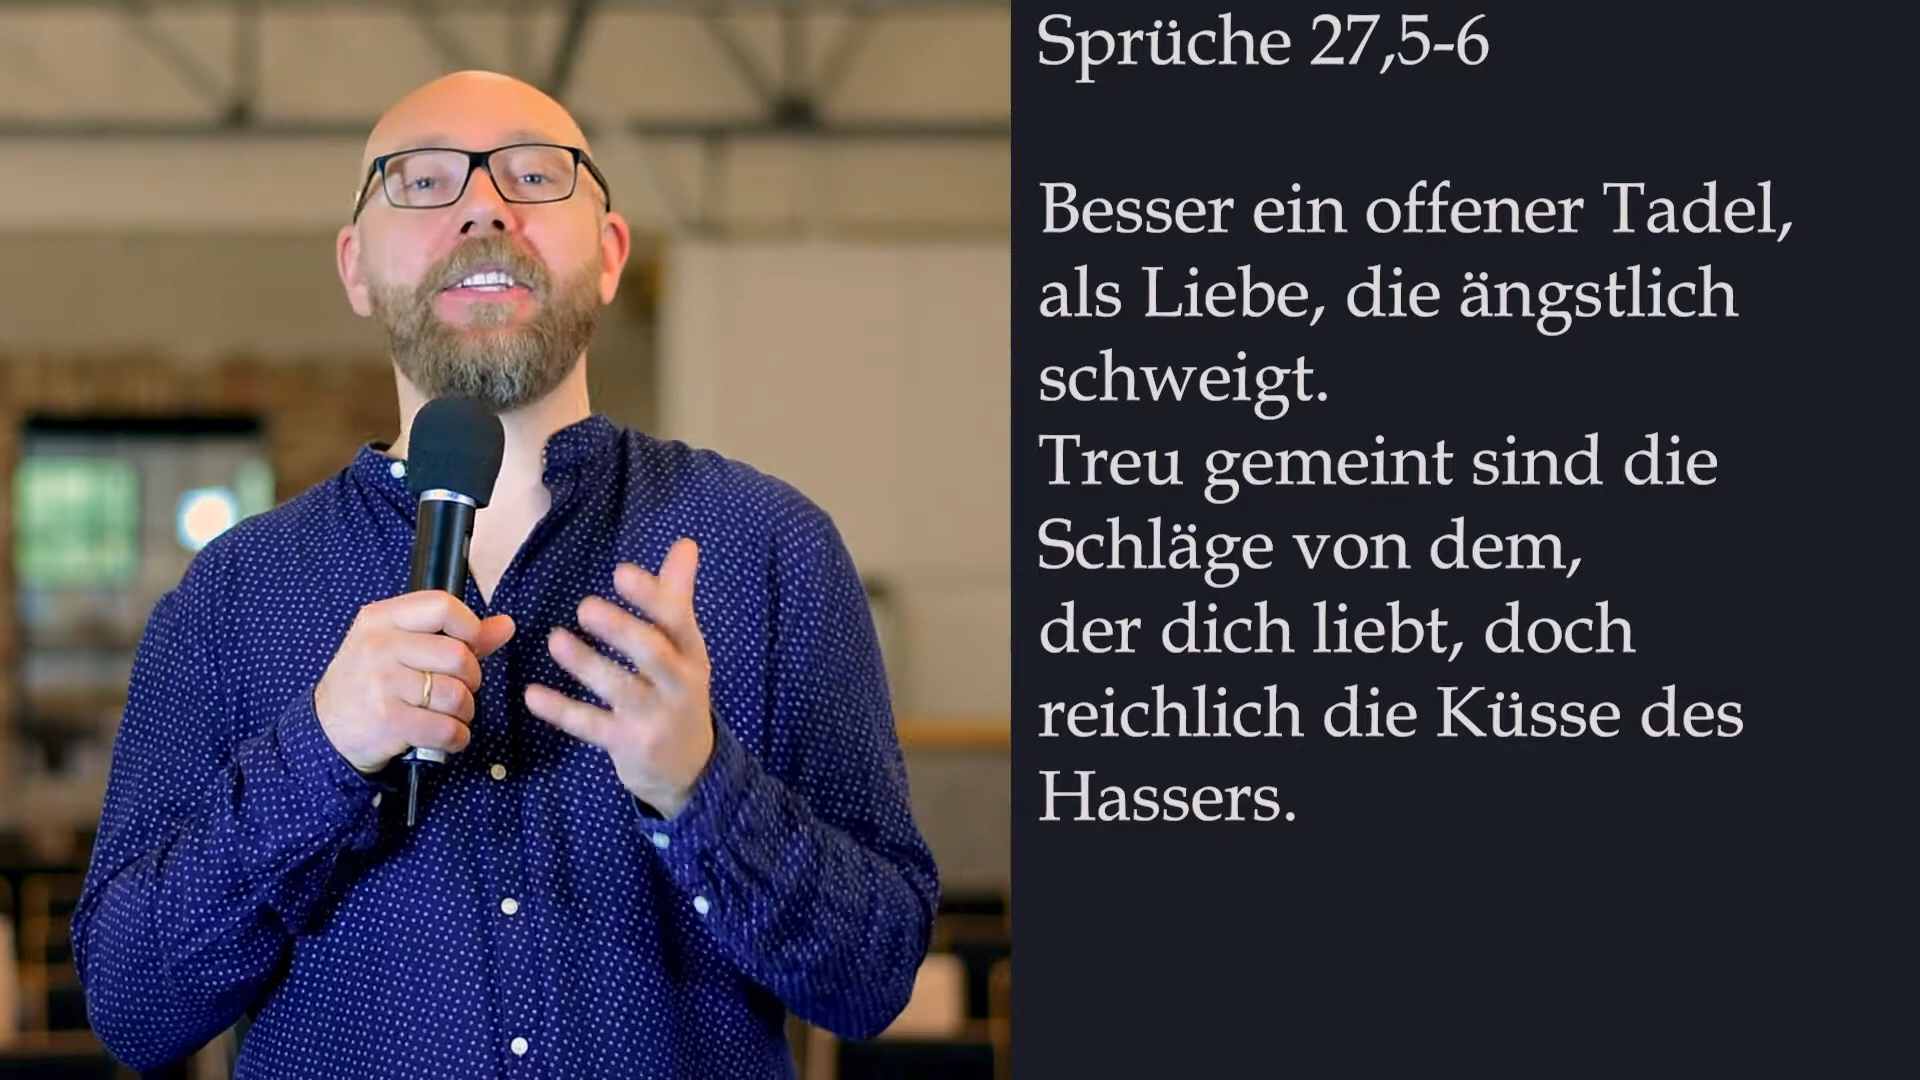 Sprüche 27,5-6
Besser ein offener Tadel,
als Liebe, die ängstlich
schweigt.
Treu gemeint sind die
Schläge von dem,
der dich liebt, doch
reichlich die Küsse des
Hassers.